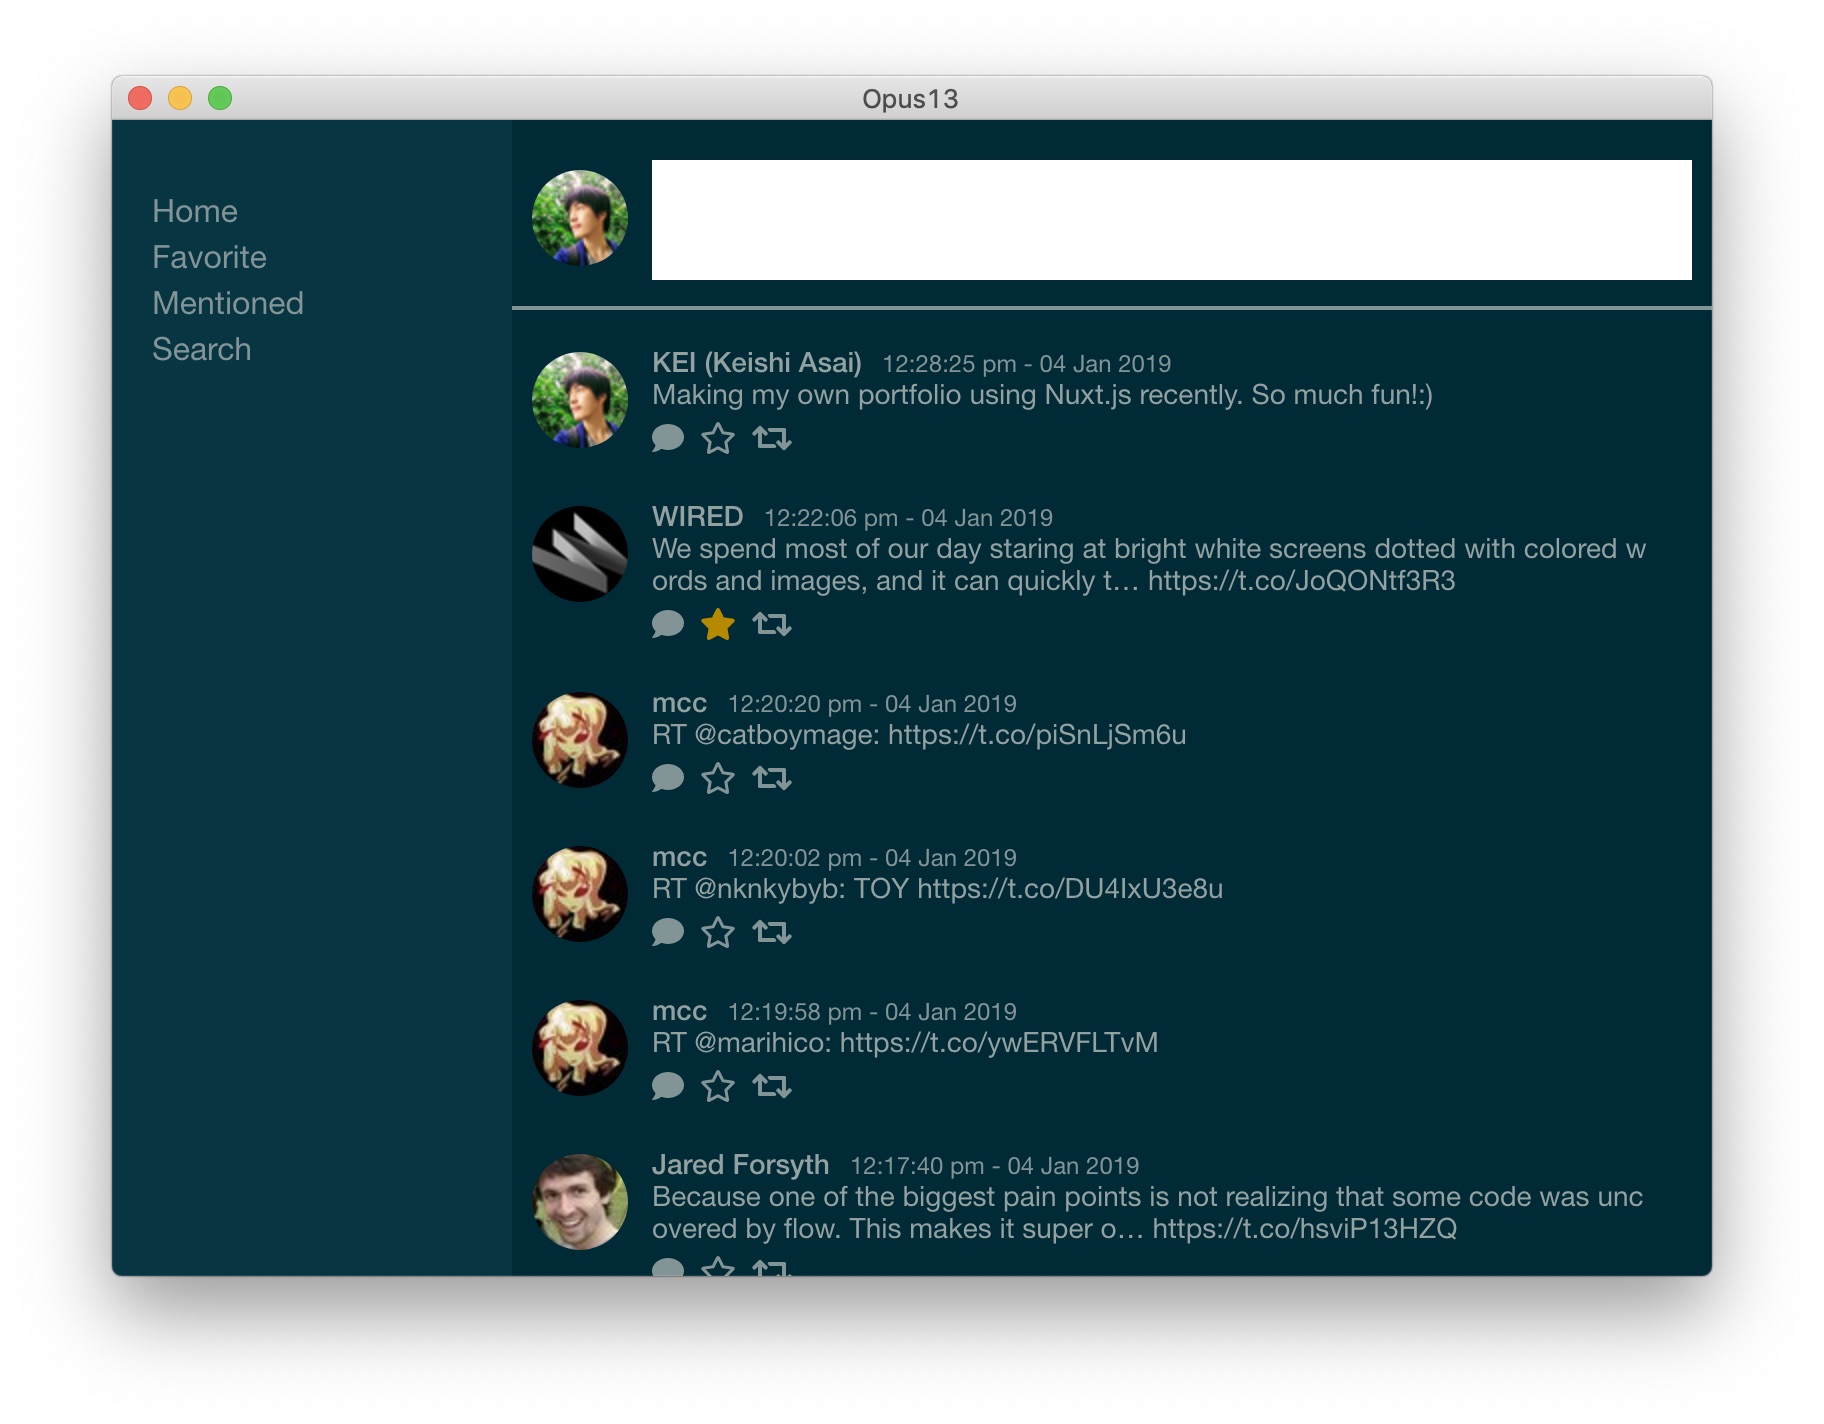 Opus13
Home
Favorite
Mentioned
Search
KEI (Keishi Asai) 12:28:25 pm - 04 Jan 2019
Making my own portfolio using Nuxt.js recently. So much fun!:)
WIRED 12:22:06 pm - 04 Jan 2019
We spend most of our day staring at bright white screens dotted with colored w
ords and images, and it can quickly t… https://t.co/JoQONtf3R3
mcc 12:20:20 pm - 04 Jan 2019
RT @catboymage: https://t.co/piSnLjSm6u
mcc 12:20:02 pm - 04 Jan 2019
RT @nknkybyb: TOY https://t.co/DU4IxU3e8u
mcc 12:19:58 pm - 04 Jan 2019
RT @marihico: https://t.co/ywERVFLTvM
Jared Forsyth 12:17:40 pm - 04 Jan 2019
Because one of the biggest pain points is not realizing that some code was unc
overed by flow. This makes it super o… https://t.co/hsviP13HZQ